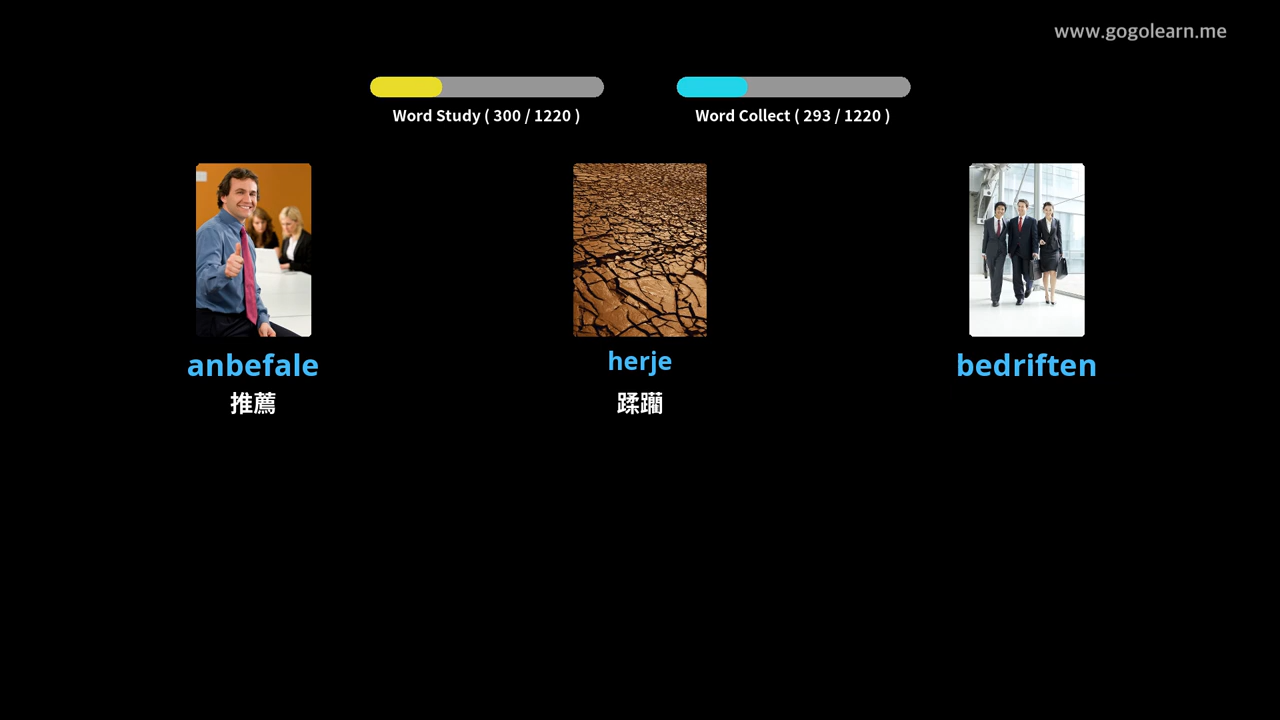 www.gogolearn.me
Word Study ( 300 / 1220 )
Word Collect ( 293 / 1220 )
anbefale
herje
bedriften
推薦
蹂躪